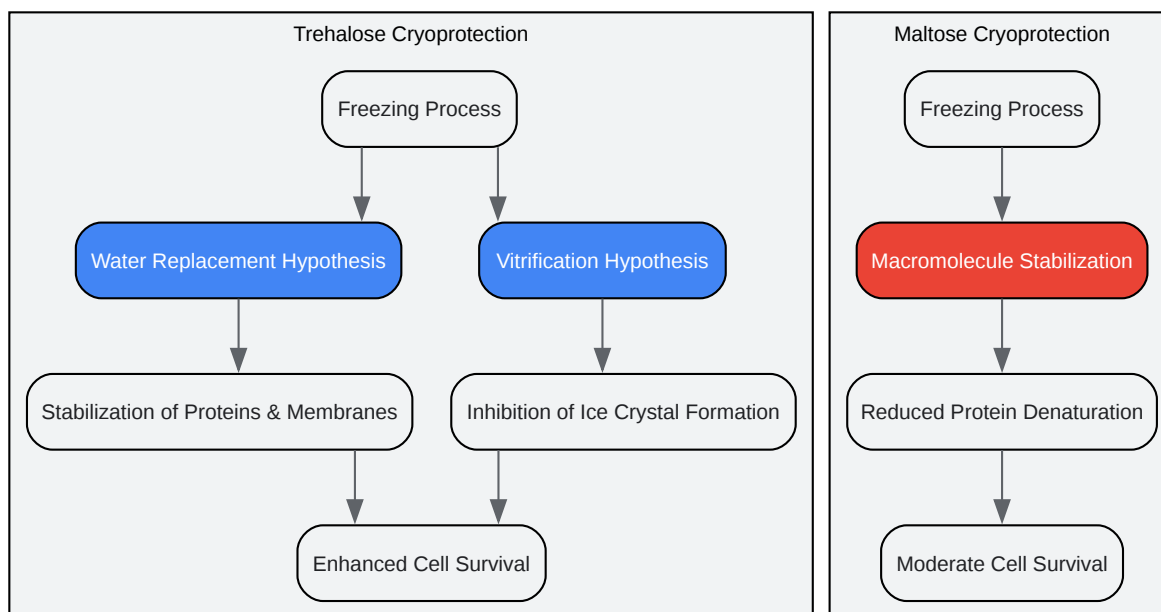 Trehalose Cryoprotection
Freezing Process
Water Replacement Hypothesis
Vitrification Hypothesis
Stabilization of Proteins & Membranes
Inhibition of Ice Crystal Formation
Enhanced Cell Survival
Maltose Cryoprotection
Freezing Process
Macromolecule Stabilization
Reduced Protein Denaturation
Moderate Cell Survival